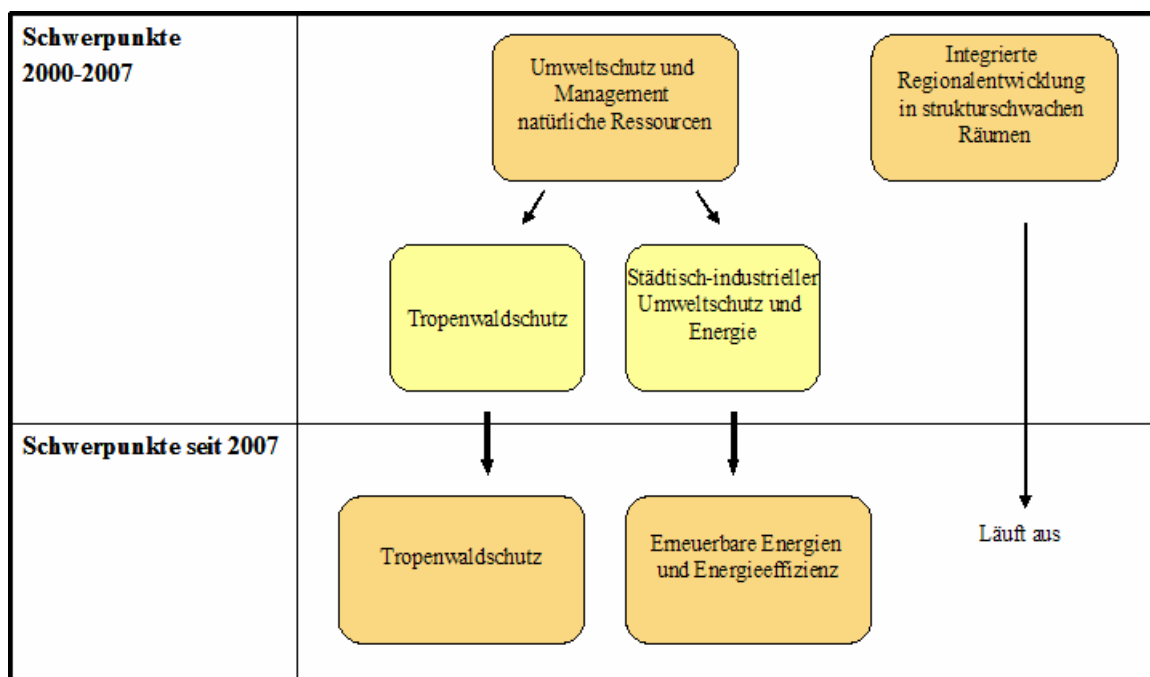 Schwerpunkte
2000-2007
Umweltschutz und
Management
natürliche Ressourcen
Integrierte
Regionalentwicklung
in strukturschwachen
Räumen
Tropenwaldschutz
Städtisch-industrieller
Umweltschutz und
Energie
Schwerpunkte seit 2007
Tropenwaldschutz
Erneuerbare Energien
und Energieeffizienz
Läuft aus